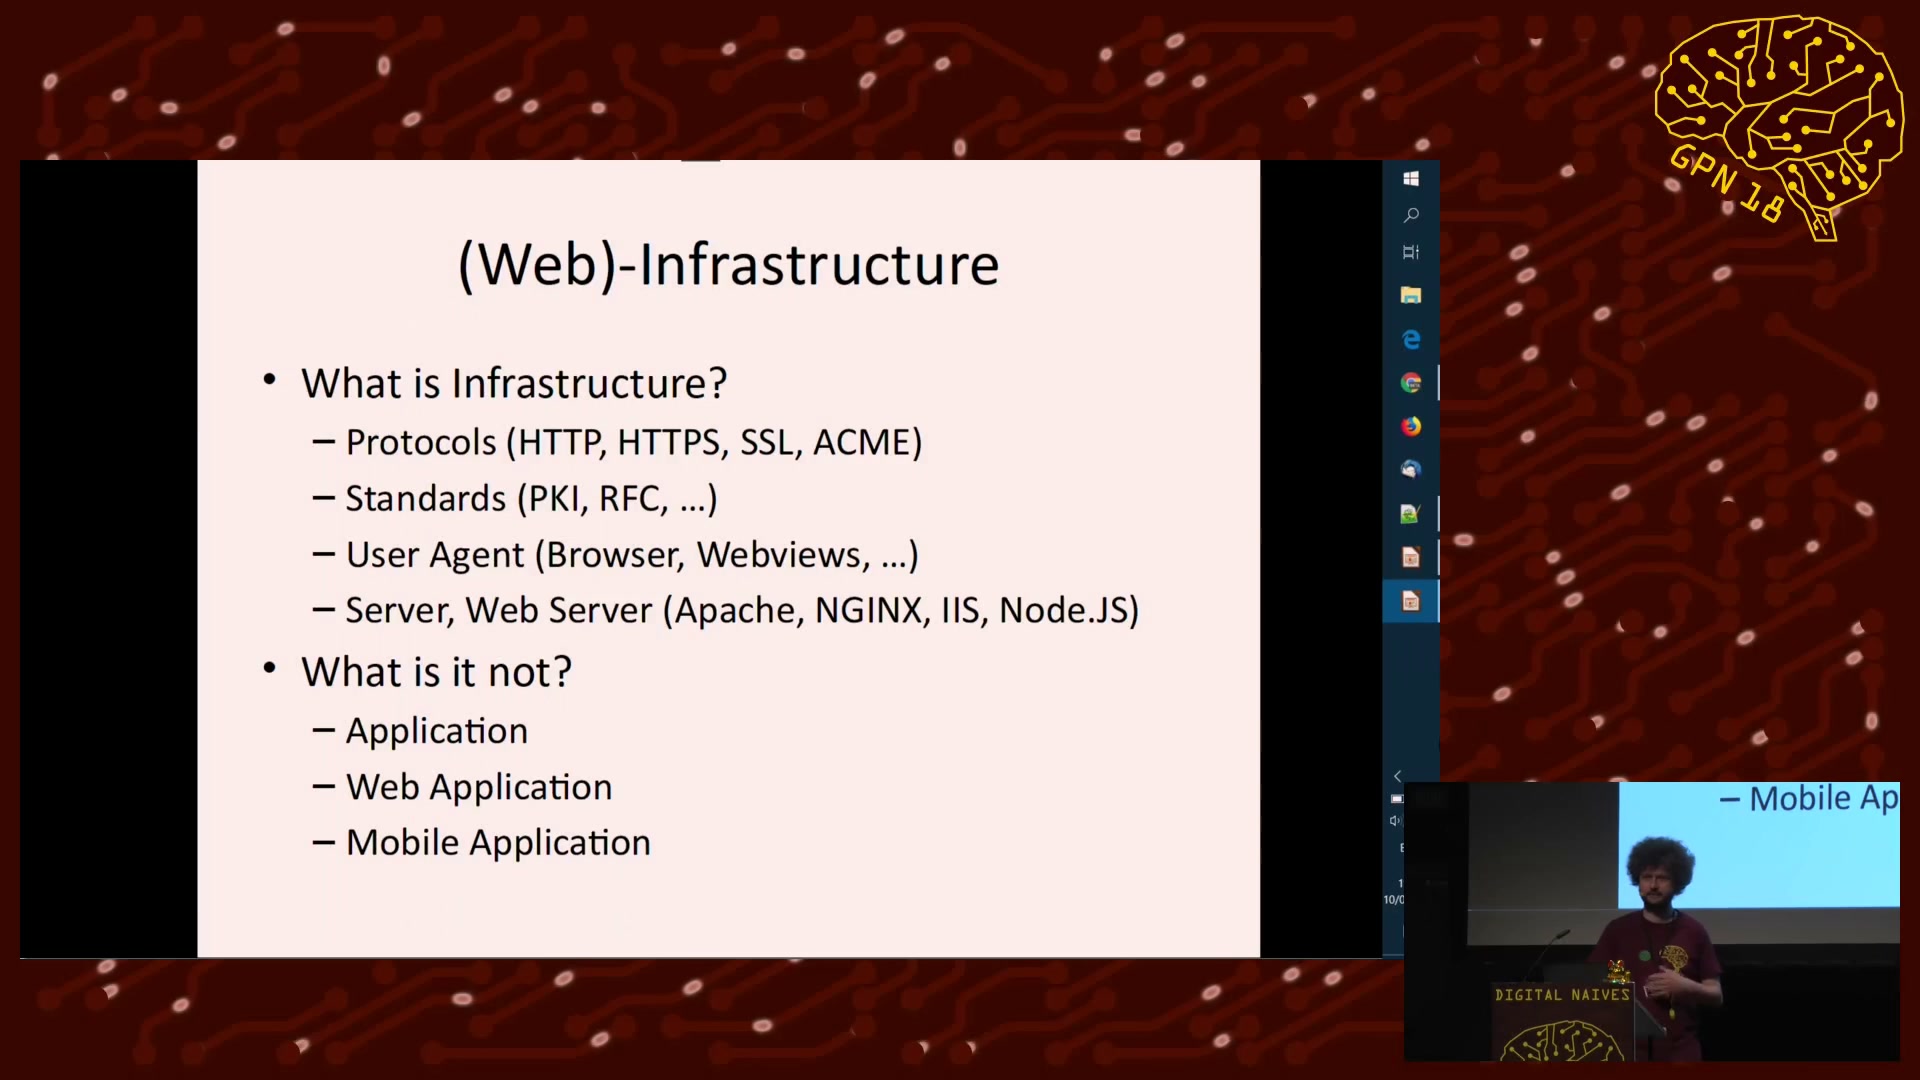 GPN 18
(Web)-Infrastructure
• What is Infrastructure?
– Protocols (HTTP, HTTPS, SSL, ACME)
– Standards (PKI, RFC, ...)
– User Agent (Browser, Webviews, ...)
– Server, Web Server (Apache, NGINX, IIS, Node.JS)
• What is it not?
– Application
– Web Application
– Mobile Application
10/0
– Mobile Ap
DIGITAL NAIVES